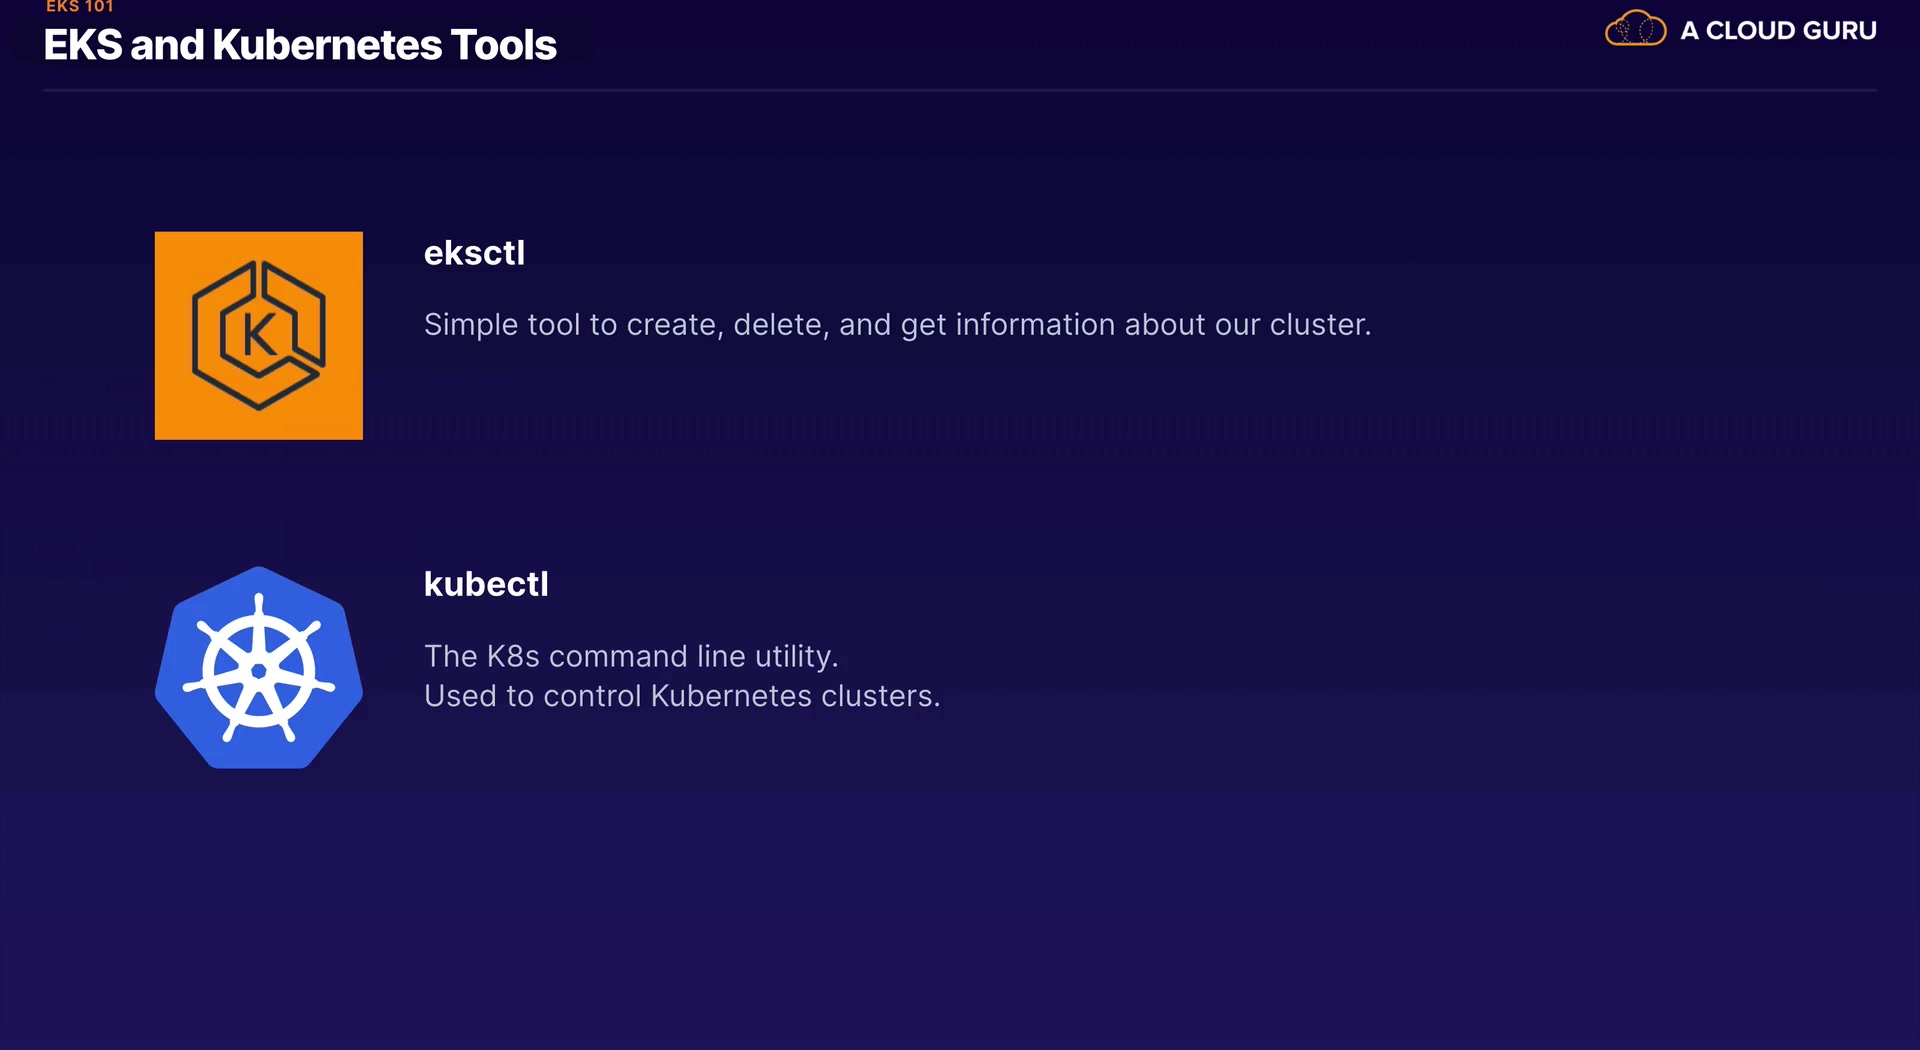 EKS 101
EKS and Kubernetes Tools
A CLOUD GURU
K
eksctl
Simple tool to create, delete, and get information about our cluster.
kubectl
The K8s command line utility.
Used to control Kubernetes clusters.